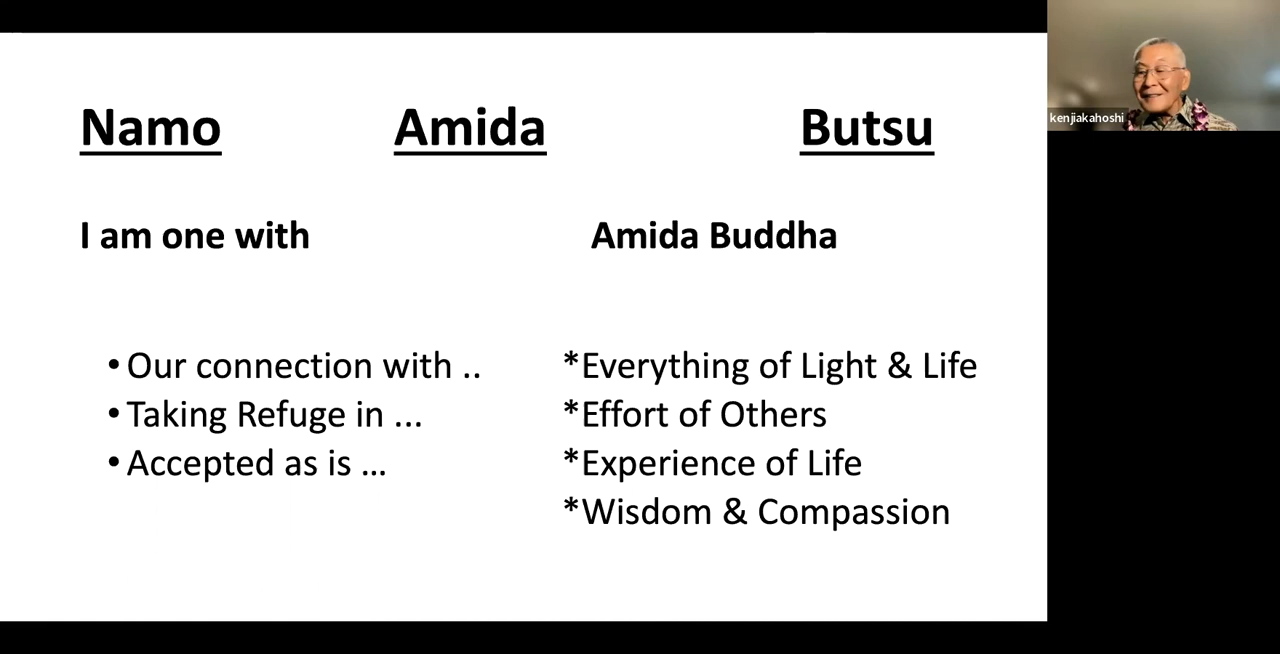 Namo Amida Butsu
I am one with Amida Buddha
• Our connection with ..
• Taking Refuge in ...
• Accepted as is ...
*Everything of Light & Life
*Effort of Others
*Experience of Life
*Wisdom & Compassion
kenjiakahoshi